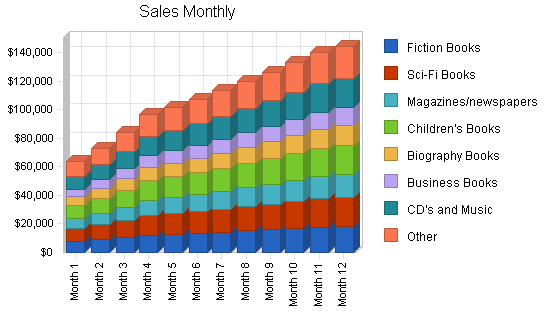 Sales Monthly
$140,000
$120,000
$100,000
$80,000
$60,000
$40,000
$20,000
$0
Month 1
Month 2
Month 3
Month 4
Month 5
Month 6
Month 7
Month 8
Month 9
Month 10
Month 11
Month 12
Fiction Books
Sci-Fi Books
Magazines/newspapers
Children's Books
Biography Books
Business Books
CD's and Music
Other